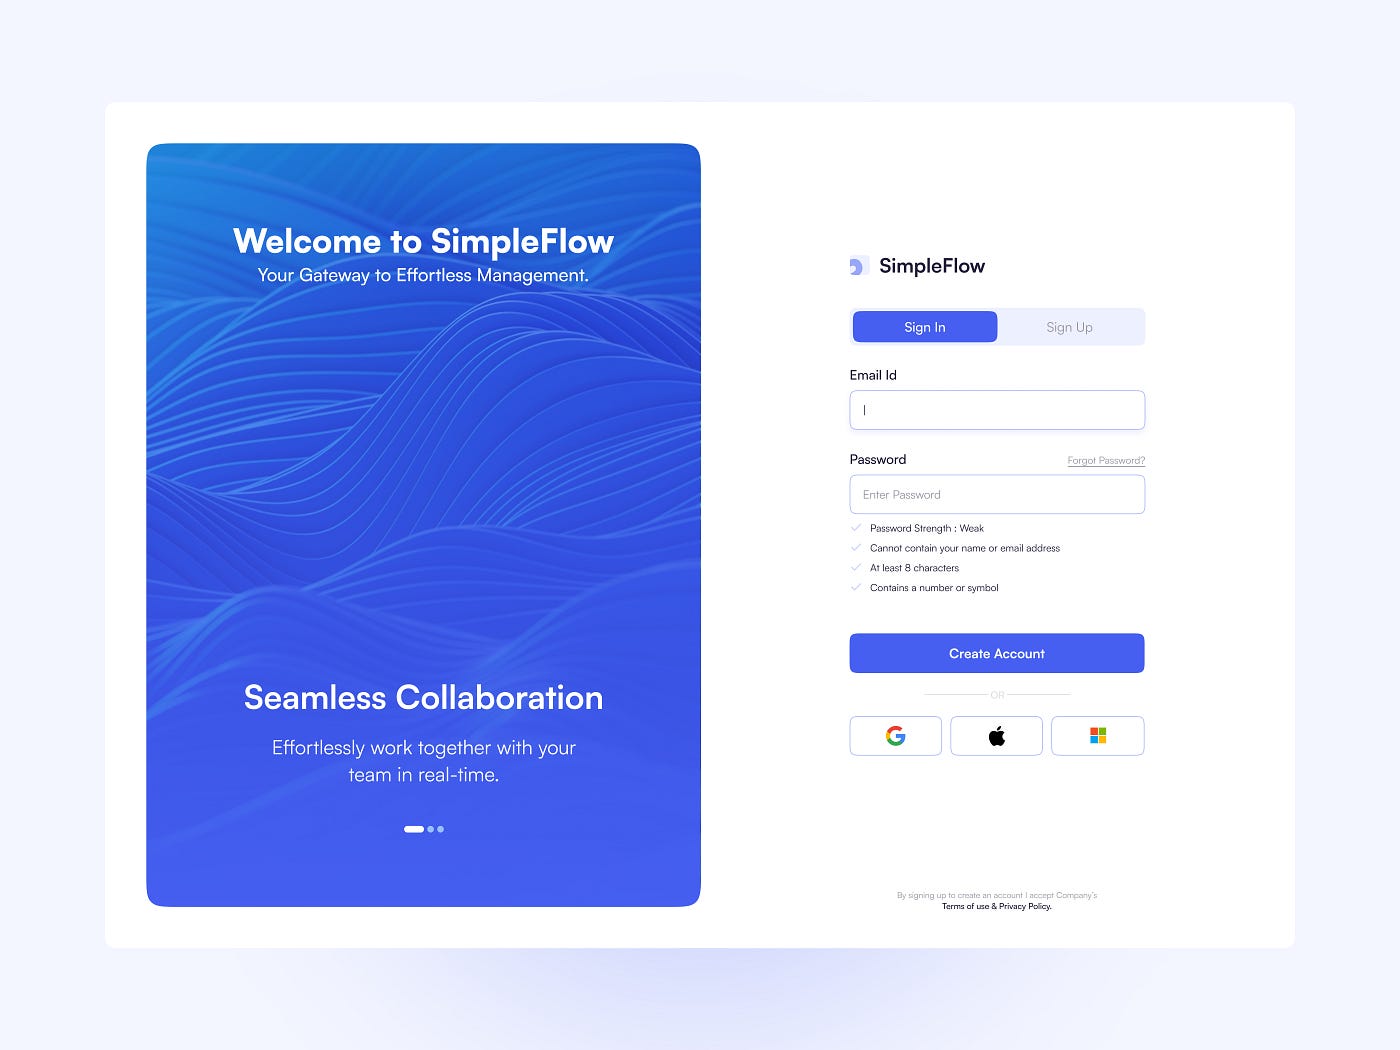 Welcome to SimpleFlow
Your Gateway to Effortless Management.
Seamless Collaboration
Effortlessly work together with your
team in real-time.
SimpleFlow
Sign In
Sign Up
Email Id
Password
Forgot Password?
Enter Password
Password Strength : Weak
Cannot contain your name or email address
At least 8 characters
Contains a number or symbol
Create Account
OR
By signing up to create an account I accept Company's
Terms of use & Privacy Policy.